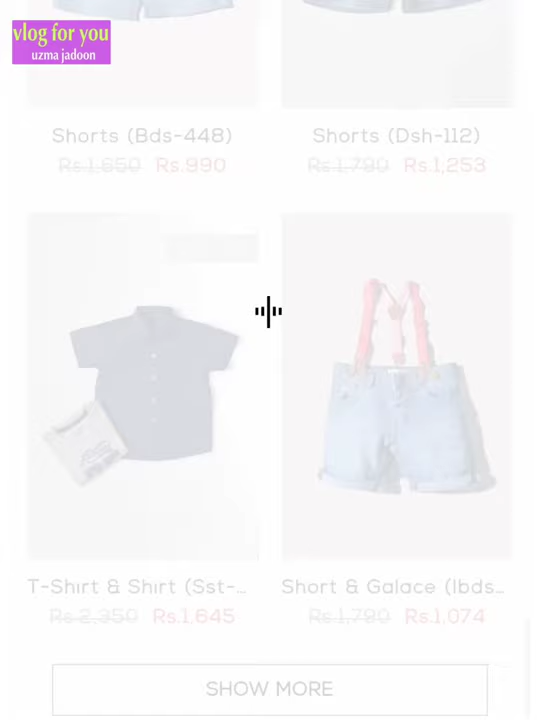 vlog for you
uzma jadoon
Shorts (Bds-448)
Shorts (Dsh-112)
Rs.1,650 Rs.990
Rs.1,790 Rs.1,253
T-Shirt & Shirt (Sst-...
Short & Galace (Ibds...
Rs.2,350 Rs.1,645
Rs.1,790 Rs.1,074
SHOW MORE